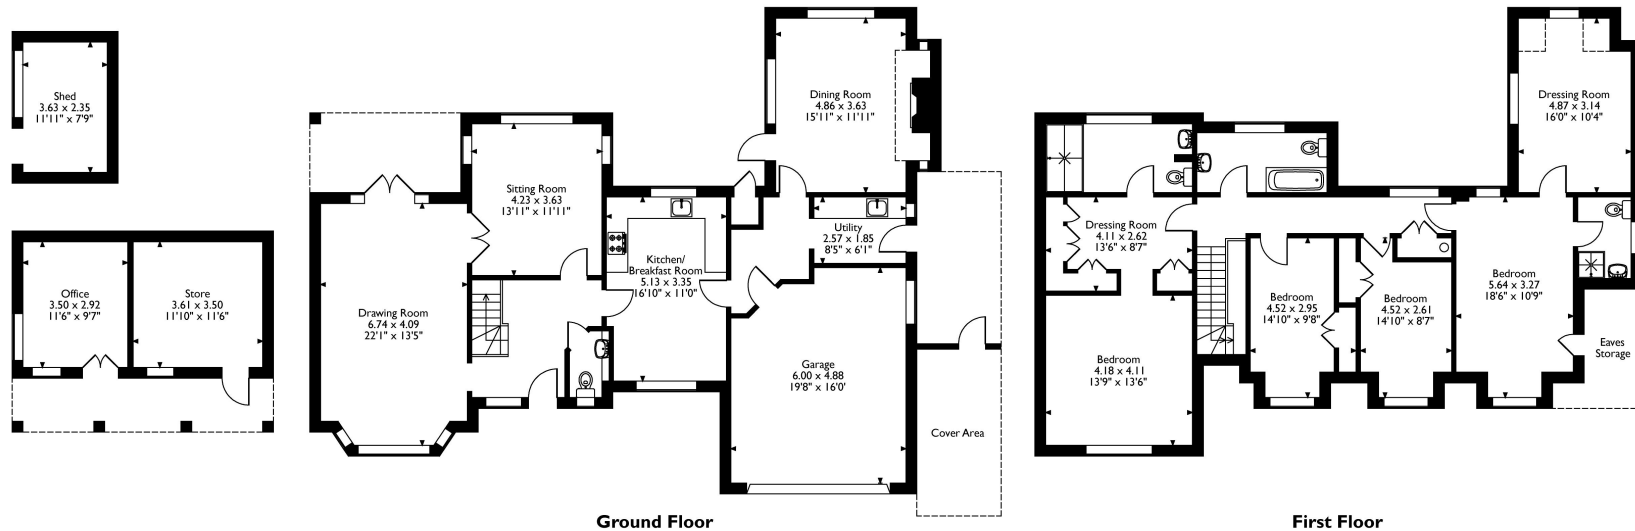 Shed
3.63 x 2.35
11'11" x 7'9"
Office
3.50 x 2.92
11'6" x 9'7"
Store
3.61 x 3.50
11'10" x 11'6"
Dining Room
4.86 x 3.63
15'11" x 11'11"
Sitting Room
4.23 x 3.63
13'11" x 11'11"
Utility
2.57 x 1.85
8'5" x 6'1"
Kitchen/
Breakfast Room
5.13 x 3.35
16'10" x 11'0"
Drawing Room
6.74 x 4.09
22'1" x 13'5"
Garage
6.00 x 4.88
19'8" x 16'0'
Cover Area
Ground Floor
Dressing Room
4.87 x 3.14
16'0" x 10'4"
Dressing Room
4.11 x 2.62
13'6" x 8'7"
Bedroom
4.18 x 4.11
13'9" x 13'6"
Bedroom
4.52 x 2.95
14'10" x 9'8"
Bedroom
4.52 x 2.61
14'10" x 8'7"
Bedroom
5.64 x 3.27
18'6" x 10'9"
Eaves
Storage
First Floor